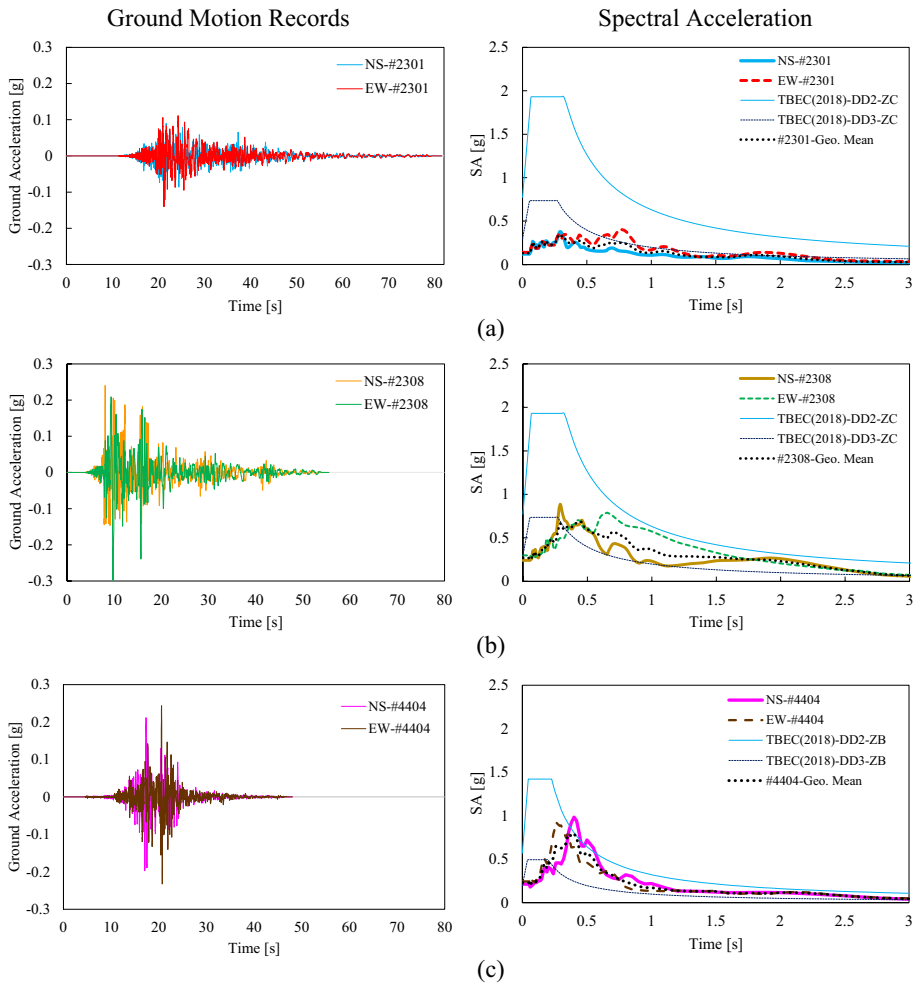 Ground Motion Records
Spectral Acceleration
Ground Acceleration [g]
0.3
0.2
0.1
0
-0.1
-0.2
-0.3
NS-#2301
EW-#2301
0 10 20 30 40 50 60 70 80
Time [s]
SA [g]
2.5
2
1.5
1
0.5
0
NS-#2301
EW-#2301
TBEC(2018)-DD2-ZC
TBEC(2018)-DD3-ZC
#2301-Geo. Mean
0 0.5 1 1.5 2 2.5 3
Time [s]
(a)
Ground Acceleration [g]
0.3
0.2
0.1
0
-0.1
-0.2
-0.3
NS-#2308
EW-#2308
0 10 20 30 40 50 60 70 80
Time [s]
SA [g]
2.5
2
1.5
1
0.5
0
NS-#2308
EW-#2308
TBEC(2018)-DD2-ZC
TBEC(2018)-DD3-ZC
#2308-Geo. Mean
0 0.5 1 1.5 2 2.5 3
Time [s]
(b)
Ground Acceleration [g]
0.3
0.2
0.1
0
-0.1
-0.2
-0.3
NS-#4404
EW-#4404
0 10 20 30 40 50 60 70 80
Time [s]
SA [g]
2.5
2
1.5
1
0.5
0
NS-#4404
EW-#4404
TBEC(2018)-DD2-ZB
TBEC(2018)-DD3-ZB
#4404-Geo. Mean
0 0.5 1 1.5 2 2.5 3
Time [s]
(c)